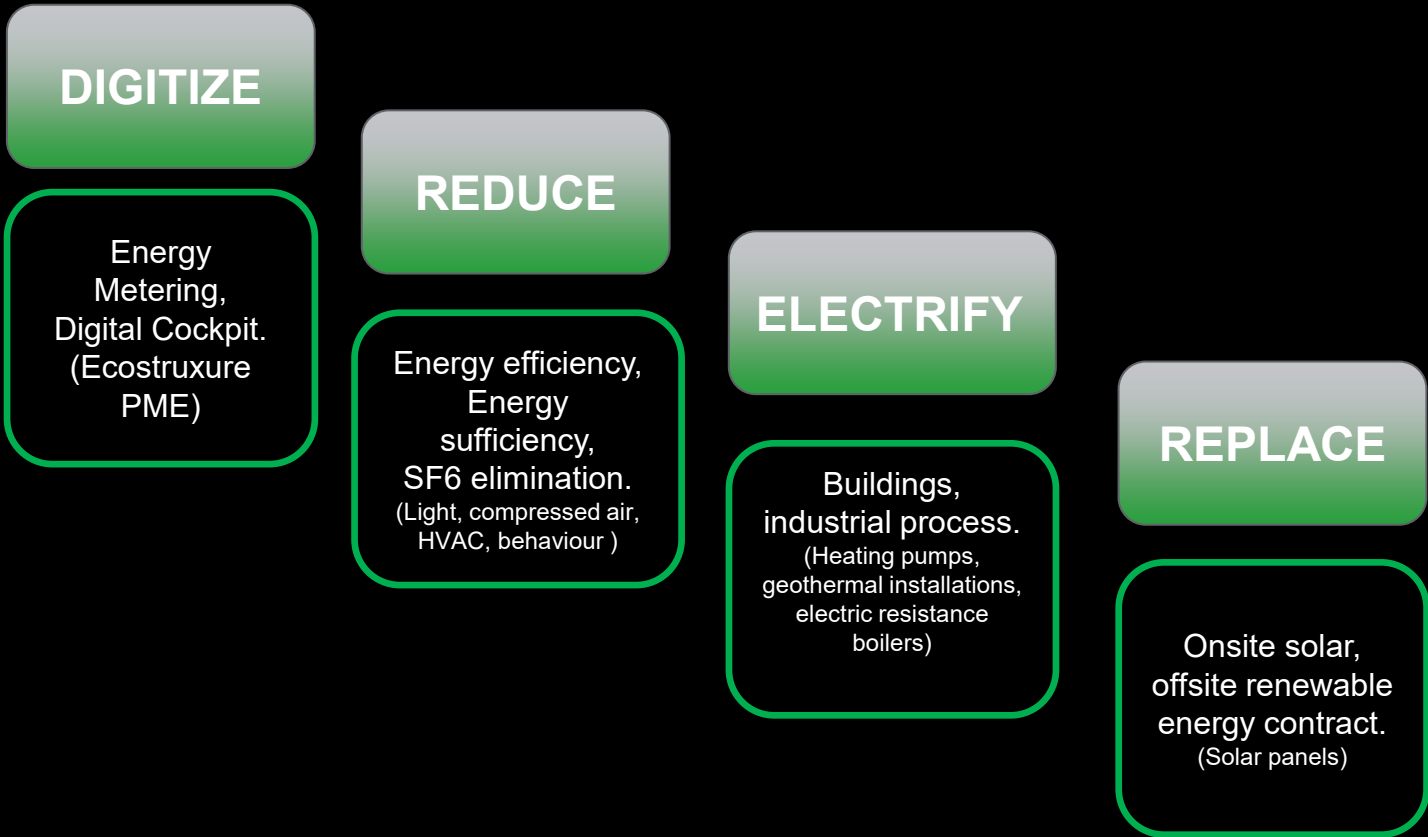 DIGITIZE
Energy
Metering,
Digital Cockpit.
(Ecostruxure
PME)
REDUCE
Energy efficiency,
Energy
sufficiency,
SF6 elimination.
(Light, compressed air,
HVAC, behaviour )
ELECTRIFY
Buildings,
industrial process.
(Heating pumps,
geothermal installations,
electric resistance
boilers)
REPLACE
Onsite solar,
offsite renewable
energy contract.
(Solar panels)